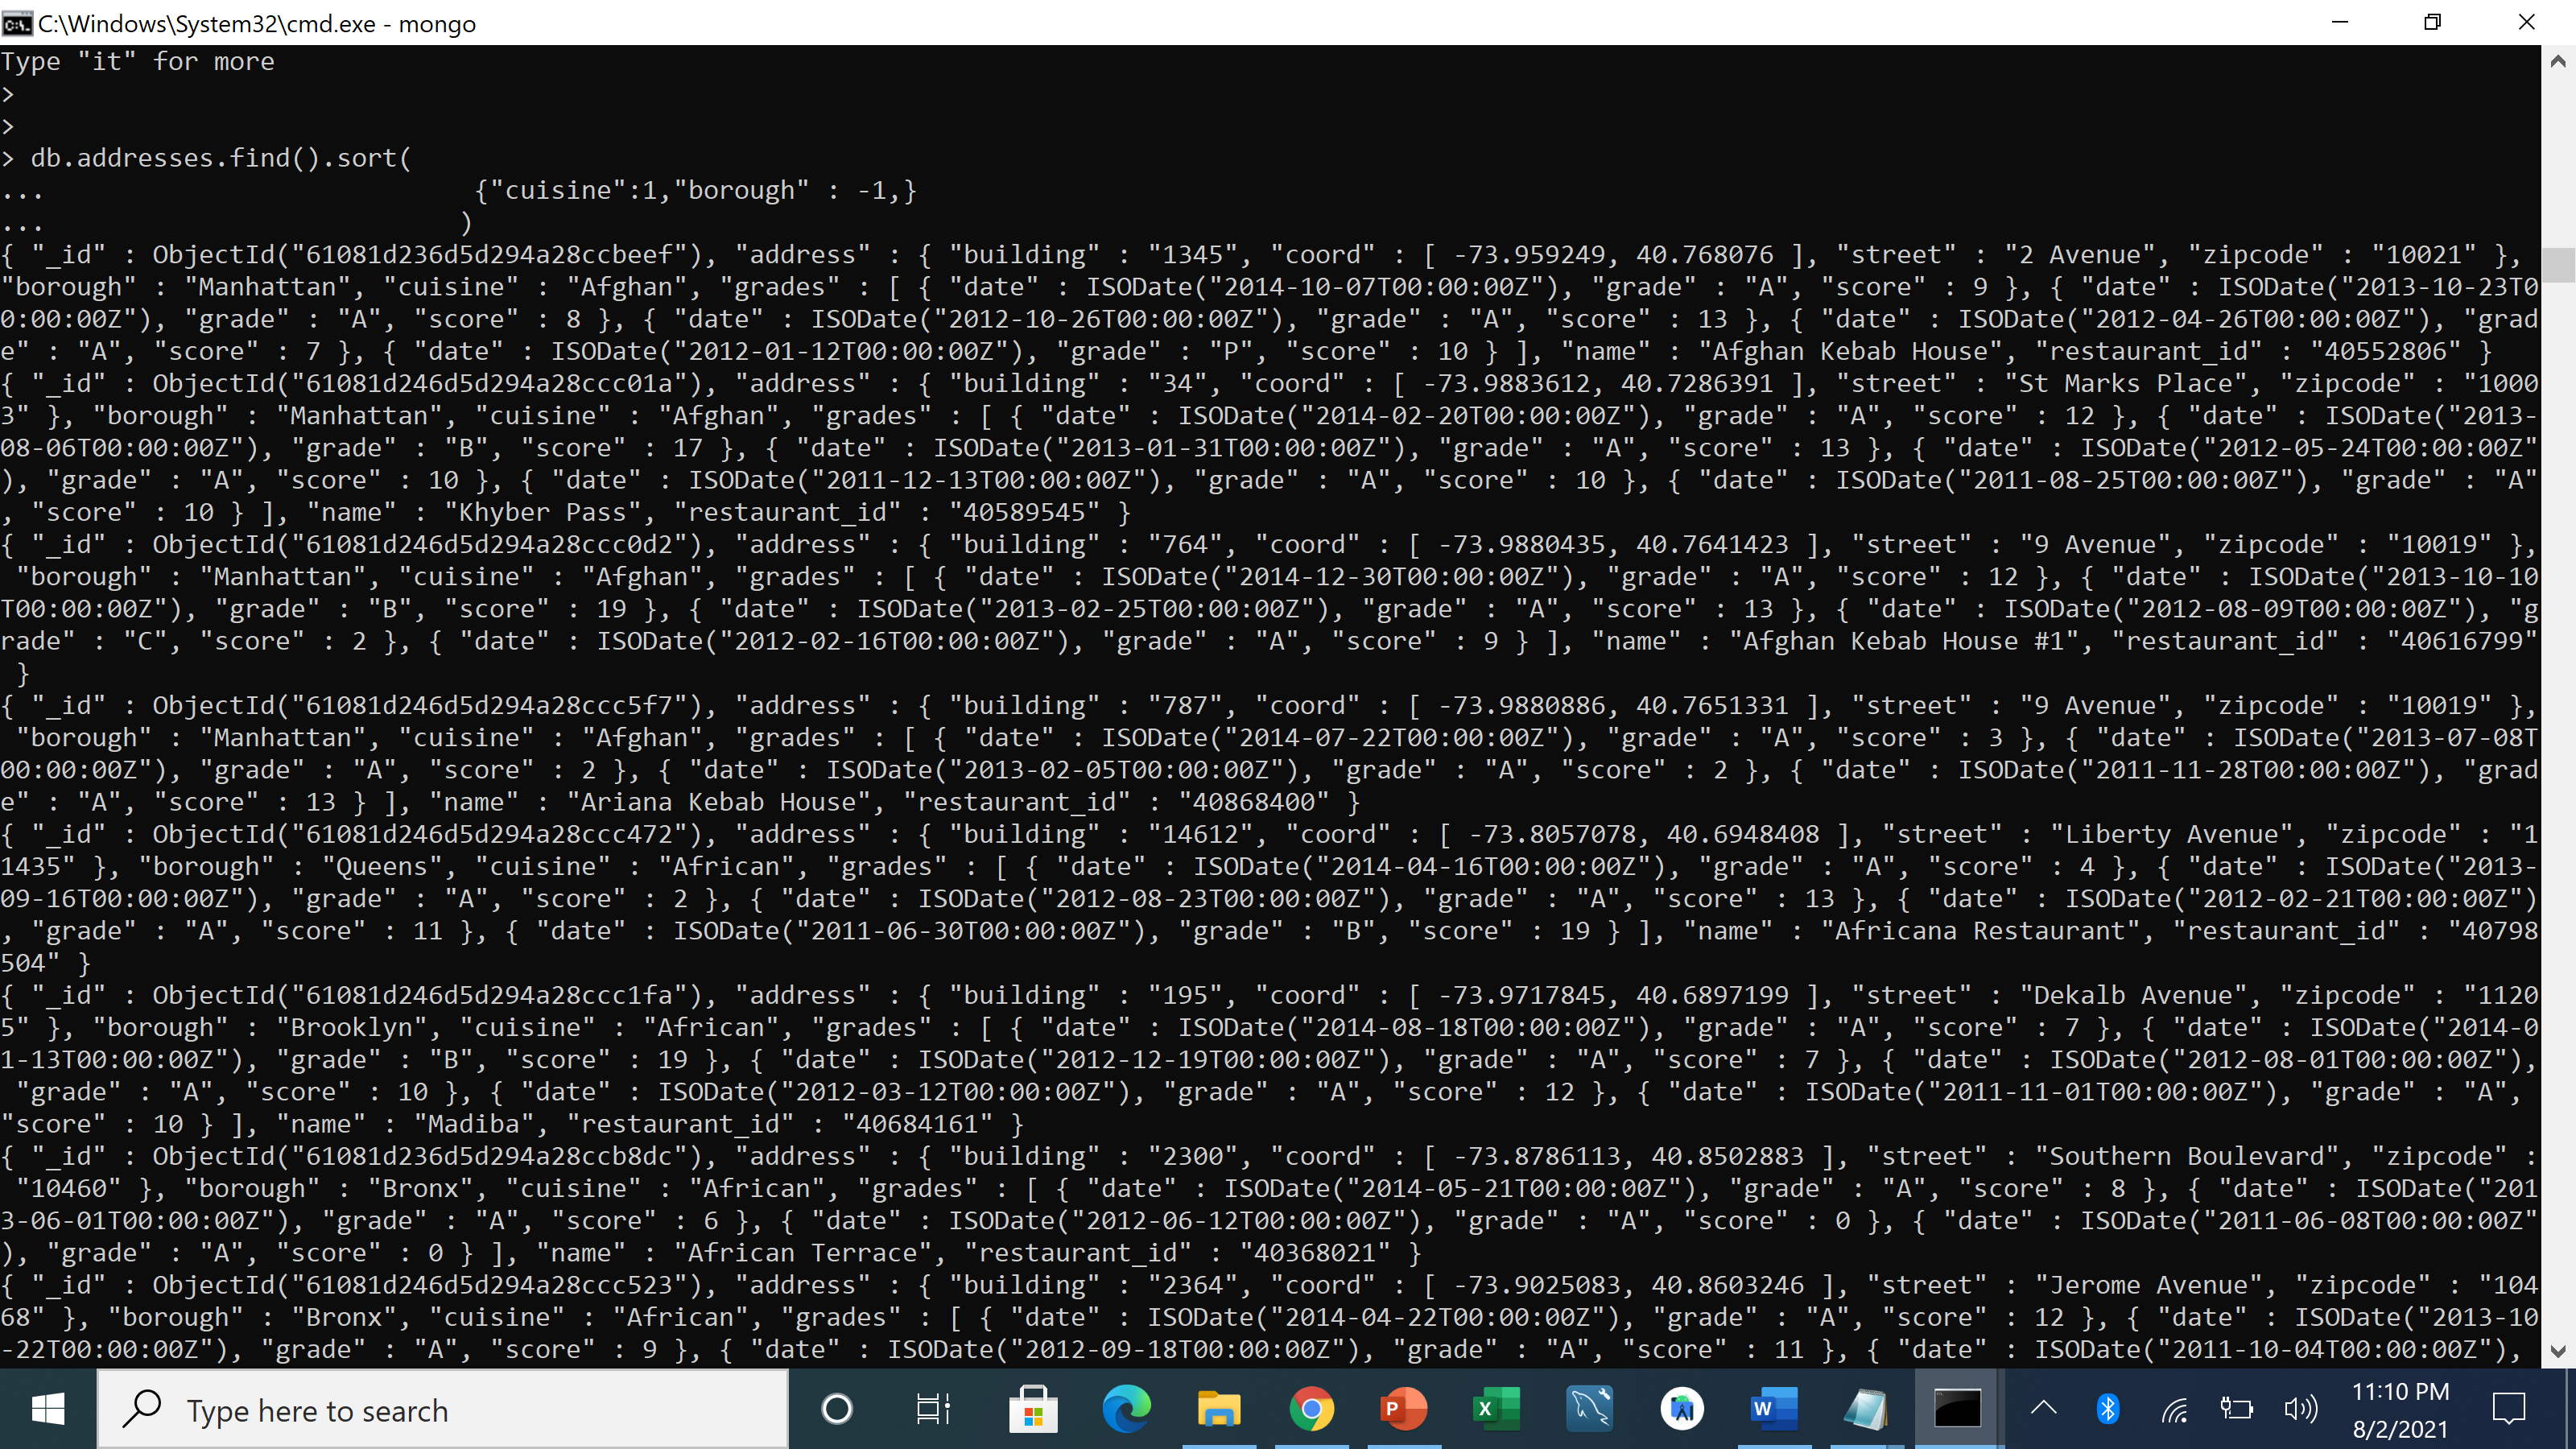 C:\Windows\System32\cmd.exe - mongo
Type "it" for more
>
>
> db.addresses.find().sort(
...                            {"cuisine":1,"borough" : -1,}
...                           )
{ "_id" : ObjectId("61081d236d5d294a28ccbeef"), "address" : { "building" : "1345", "coord" : [ -73.959249, 40.768076 ], "street" : "2 Avenue", "zipcode" : "10021" },
"borough" : "Manhattan", "cuisine" : "Afghan", "grades" : [ { "date" : ISODate("2014-10-07T00:00:00Z"), "grade" : "A", "score" : 9 }, { "date" : ISODate("2013-10-23T0
0:00:00Z"), "grade" : "A", "score" : 8 }, { "date" : ISODate("2012-10-26T00:00:00Z"), "grade" : "A", "score" : 13 }, { "date" : ISODate("2012-04-26T00:00:00Z"), "grad
e" : "A", "score" : 7 }, { "date" : ISODate("2012-01-12T00:00:00Z"), "grade" : "P", "score" : 10 } ], "name" : "Afghan Kebab House", "restaurant_id" : "40552806" }
{ "_id" : ObjectId("61081d246d5d294a28ccc01a"), "address" : { "building" : "34", "coord" : [ -73.9883612, 40.7286391 ], "street" : "St Marks Place", "zipcode" : "1000
3" }, "borough" : "Manhattan", "cuisine" : "Afghan", "grades" : [ { "date" : ISODate("2014-02-20T00:00:00Z"), "grade" : "A", "score" : 12 }, { "date" : ISODate("2013-
08-06T00:00:00Z"), "grade" : "B", "score" : 17 }, { "date" : ISODate("2013-01-31T00:00:00Z"), "grade" : "A", "score" : 13 }, { "date" : ISODate("2012-05-24T00:00:00Z"
), "grade" : "A", "score" : 10 }, { "date" : ISODate("2011-12-13T00:00:00Z"), "grade" : "A", "score" : 10 }, { "date" : ISODate("2011-08-25T00:00:00Z"), "grade" : "A"
, "score" : 10 } ], "name" : "Khyber Pass", "restaurant_id" : "40589545" }
{ "_id" : ObjectId("61081d246d5d294a28ccc0d2"), "address" : { "building" : "764", "coord" : [ -73.9880435, 40.7641423 ], "street" : "9 Avenue", "zipcode" : "10019" },
 "borough" : "Manhattan", "cuisine" : "Afghan", "grades" : [ { "date" : ISODate("2014-12-30T00:00:00Z"), "grade" : "A", "score" : 12 }, { "date" : ISODate("2013-10-10
T00:00:00Z"), "grade" : "B", "score" : 19 }, { "date" : ISODate("2013-02-25T00:00:00Z"), "grade" : "A", "score" : 13 }, { "date" : ISODate("2012-08-09T00:00:00Z"), "g
rade" : "C", "score" : 2 }, { "date" : ISODate("2012-02-16T00:00:00Z"), "grade" : "A", "score" : 9 } ], "name" : "Afghan Kebab House #1", "restaurant_id" : "40616799"
 }
{ "_id" : ObjectId("61081d246d5d294a28ccc5f7"), "address" : { "building" : "787", "coord" : [ -73.9880886, 40.7651331 ], "street" : "9 Avenue", "zipcode" : "10019" },
 "borough" : "Manhattan", "cuisine" : "Afghan", "grades" : [ { "date" : ISODate("2014-07-22T00:00:00Z"), "grade" : "A", "score" : 3 }, { "date" : ISODate("2013-07-08T
00:00:00Z"), "grade" : "A", "score" : 2 }, { "date" : ISODate("2013-02-05T00:00:00Z"), "grade" : "A", "score" : 2 }, { "date" : ISODate("2011-11-28T00:00:00Z"), "grad
e" : "A", "score" : 13 } ], "name" : "Ariana Kebab House", "restaurant_id" : "40868400" }
{ "_id" : ObjectId("61081d246d5d294a28ccc472"), "address" : { "building" : "14612", "coord" : [ -73.8057078, 40.6948408 ], "street" : "Liberty Avenue", "zipcode" : "1
1435" }, "borough" : "Queens", "cuisine" : "African", "grades" : [ { "date" : ISODate("2014-04-16T00:00:00Z"), "grade" : "A", "score" : 4 }, { "date" : ISODate("2013-
09-16T00:00:00Z"), "grade" : "A", "score" : 2 }, { "date" : ISODate("2012-08-23T00:00:00Z"), "grade" : "A", "score" : 13 }, { "date" : ISODate("2012-02-21T00:00:00Z")
, "grade" : "A", "score" : 11 }, { "date" : ISODate("2011-06-30T00:00:00Z"), "grade" : "B", "score" : 19 } ], "name" : "Africana Restaurant", "restaurant_id" : "40798
504" }
{ "_id" : ObjectId("61081d246d5d294a28ccc1fa"), "address" : { "building" : "195", "coord" : [ -73.9717845, 40.6897199 ], "street" : "Dekalb Avenue", "zipcode" : "1120
5" }, "borough" : "Brooklyn", "cuisine" : "African", "grades" : [ { "date" : ISODate("2014-08-18T00:00:00Z"), "grade" : "A", "score" : 7 }, { "date" : ISODate("2014-0
1-13T00:00:00Z"), "grade" : "B", "score" : 19 }, { "date" : ISODate("2012-12-19T00:00:00Z"), "grade" : "A", "score" : 7 }, { "date" : ISODate("2012-08-01T00:00:00Z"),
 "grade" : "A", "score" : 10 }, { "date" : ISODate("2012-03-12T00:00:00Z"), "grade" : "A", "score" : 12 }, { "date" : ISODate("2011-11-01T00:00:00Z"), "grade" : "A",
"score" : 10 } ], "name" : "Madiba", "restaurant_id" : "40684161" }
{ "_id" : ObjectId("61081d236d5d294a28ccb8dc"), "address" : { "building" : "2300", "coord" : [ -73.8786113, 40.8502883 ], "street" : "Southern Boulevard", "zipcode" :
 "10460" }, "borough" : "Bronx", "cuisine" : "African", "grades" : [ { "date" : ISODate("2014-05-21T00:00:00Z"), "grade" : "A", "score" : 8 }, { "date" : ISODate("201
3-06-01T00:00:00Z"), "grade" : "A", "score" : 6 }, { "date" : ISODate("2012-06-12T00:00:00Z"), "grade" : "A", "score" : 0 }, { "date" : ISODate("2011-06-08T00:00:00Z"
), "grade" : "A", "score" : 0 } ], "name" : "African Terrace", "restaurant_id" : "40368021" }
{ "_id" : ObjectId("61081d246d5d294a28ccc523"), "address" : { "building" : "2364", "coord" : [ -73.9025083, 40.8603246 ], "street" : "Jerome Avenue", "zipcode" : "104
68" }, "borough" : "Bronx", "cuisine" : "African", "grades" : [ { "date" : ISODate("2014-04-22T00:00:00Z"), "grade" : "A", "score" : 12 }, { "date" : ISODate("2013-10
-22T00:00:00Z"), "grade" : "A", "score" : 9 }, { "date" : ISODate("2012-09-18T00:00:00Z"), "grade" : "A", "score" : 11 }, { "date" : ISODate("2011-10-04T00:00:00Z"),
Type here to search
11:10 PM
8/2/2021